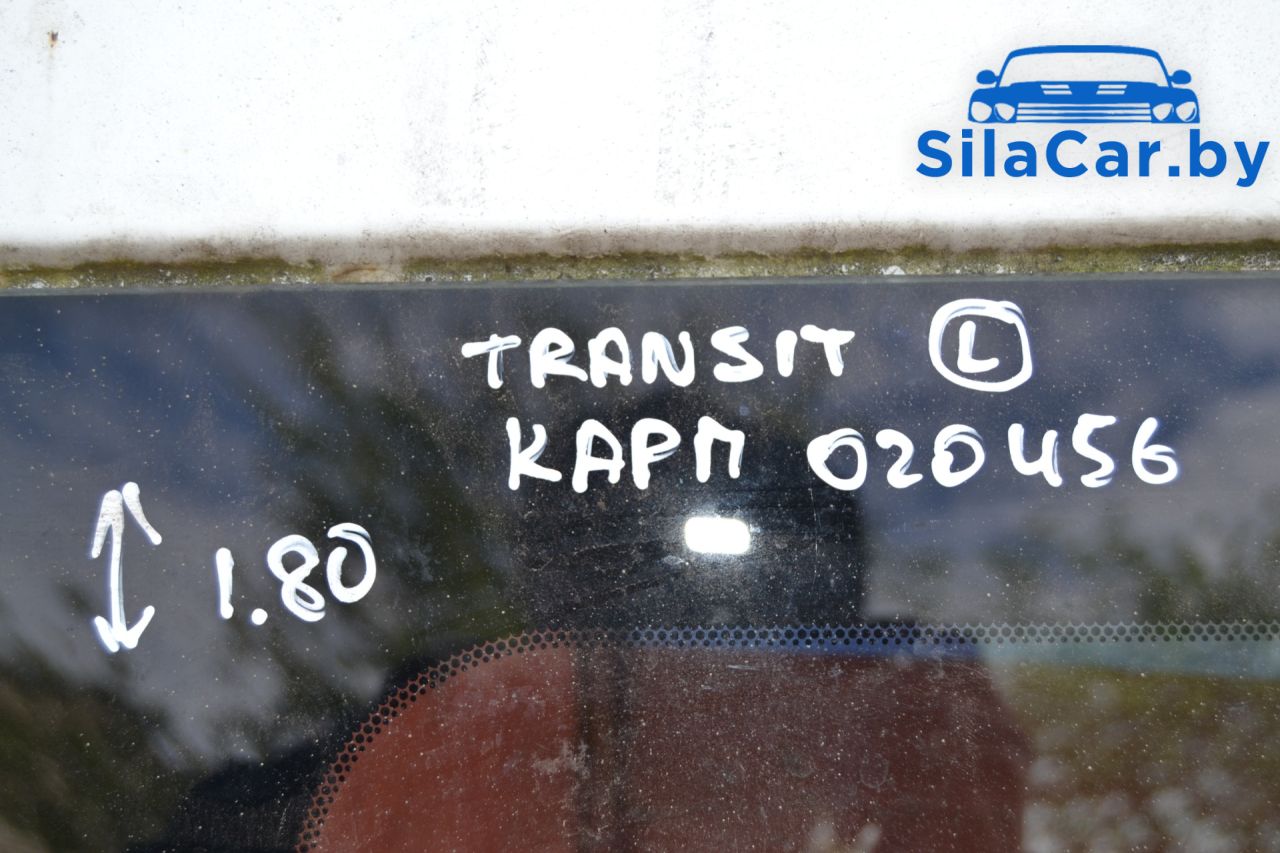 SilaCar.by
TRANSIT L
КАРП 020456
1.80